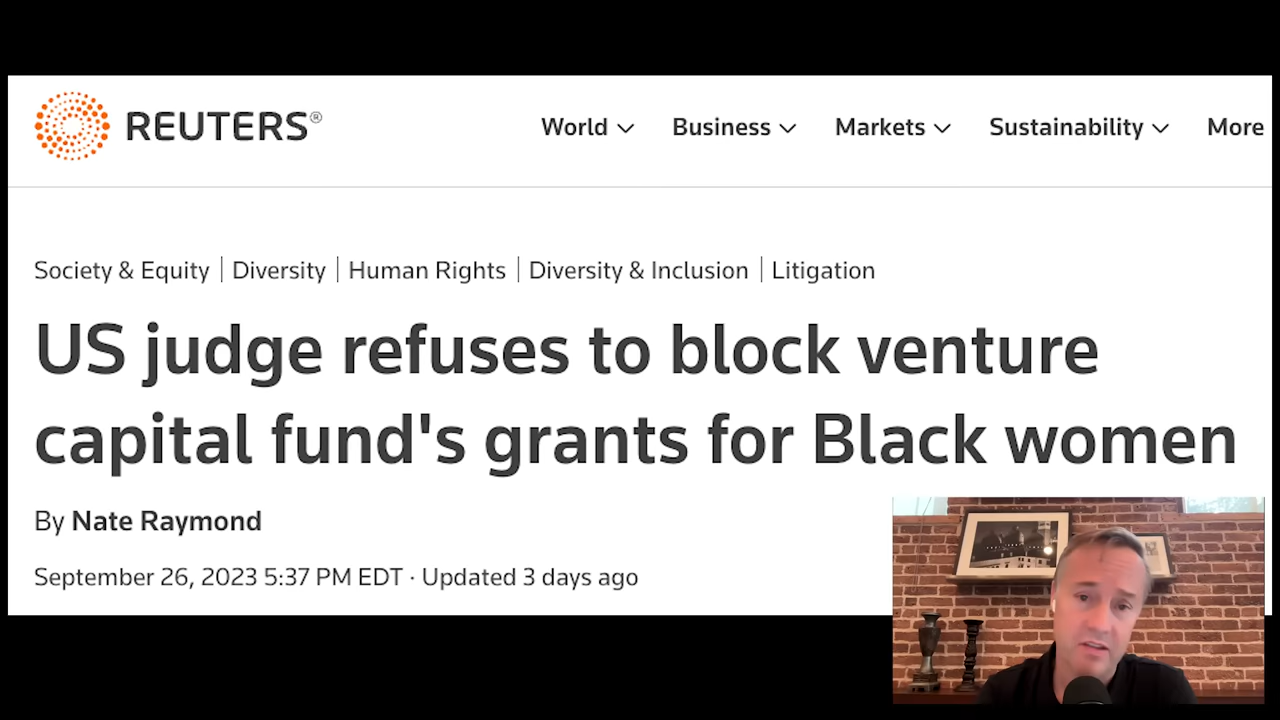 REUTERS®
World Business Markets Sustainability More
Society & Equity | Diversity | Human Rights | Diversity & Inclusion | Litigation
US judge refuses to block venture
capital fund's grants for Black women
By Nate Raymond
September 26, 2023 5:37 PM EDT · Updated 3 days ago